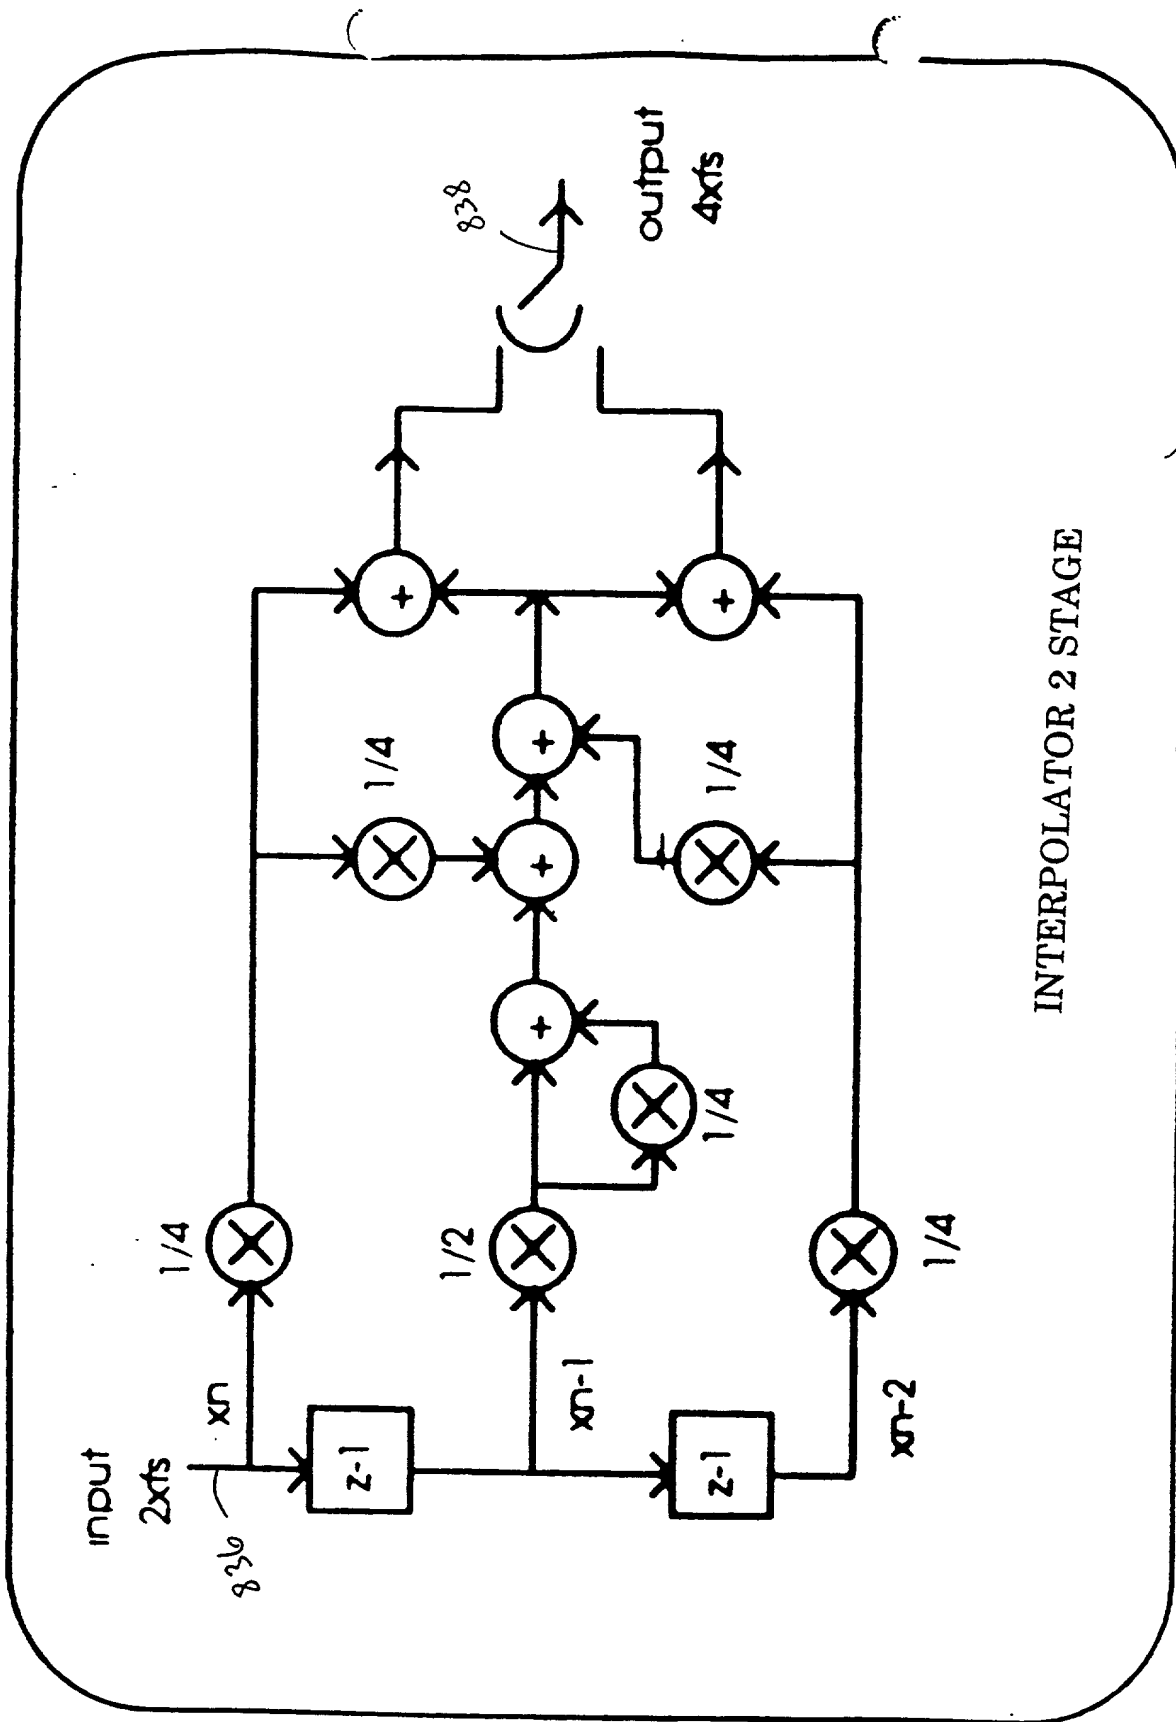 input
2xfs
836
xn
1/4
z-1
xn-1
1/2
1/4
z-1
xn-2
1/4
+
1/4
+
+
1/4
+
+
838
output
4xfs
INTERPOLATOR 2 STAGE